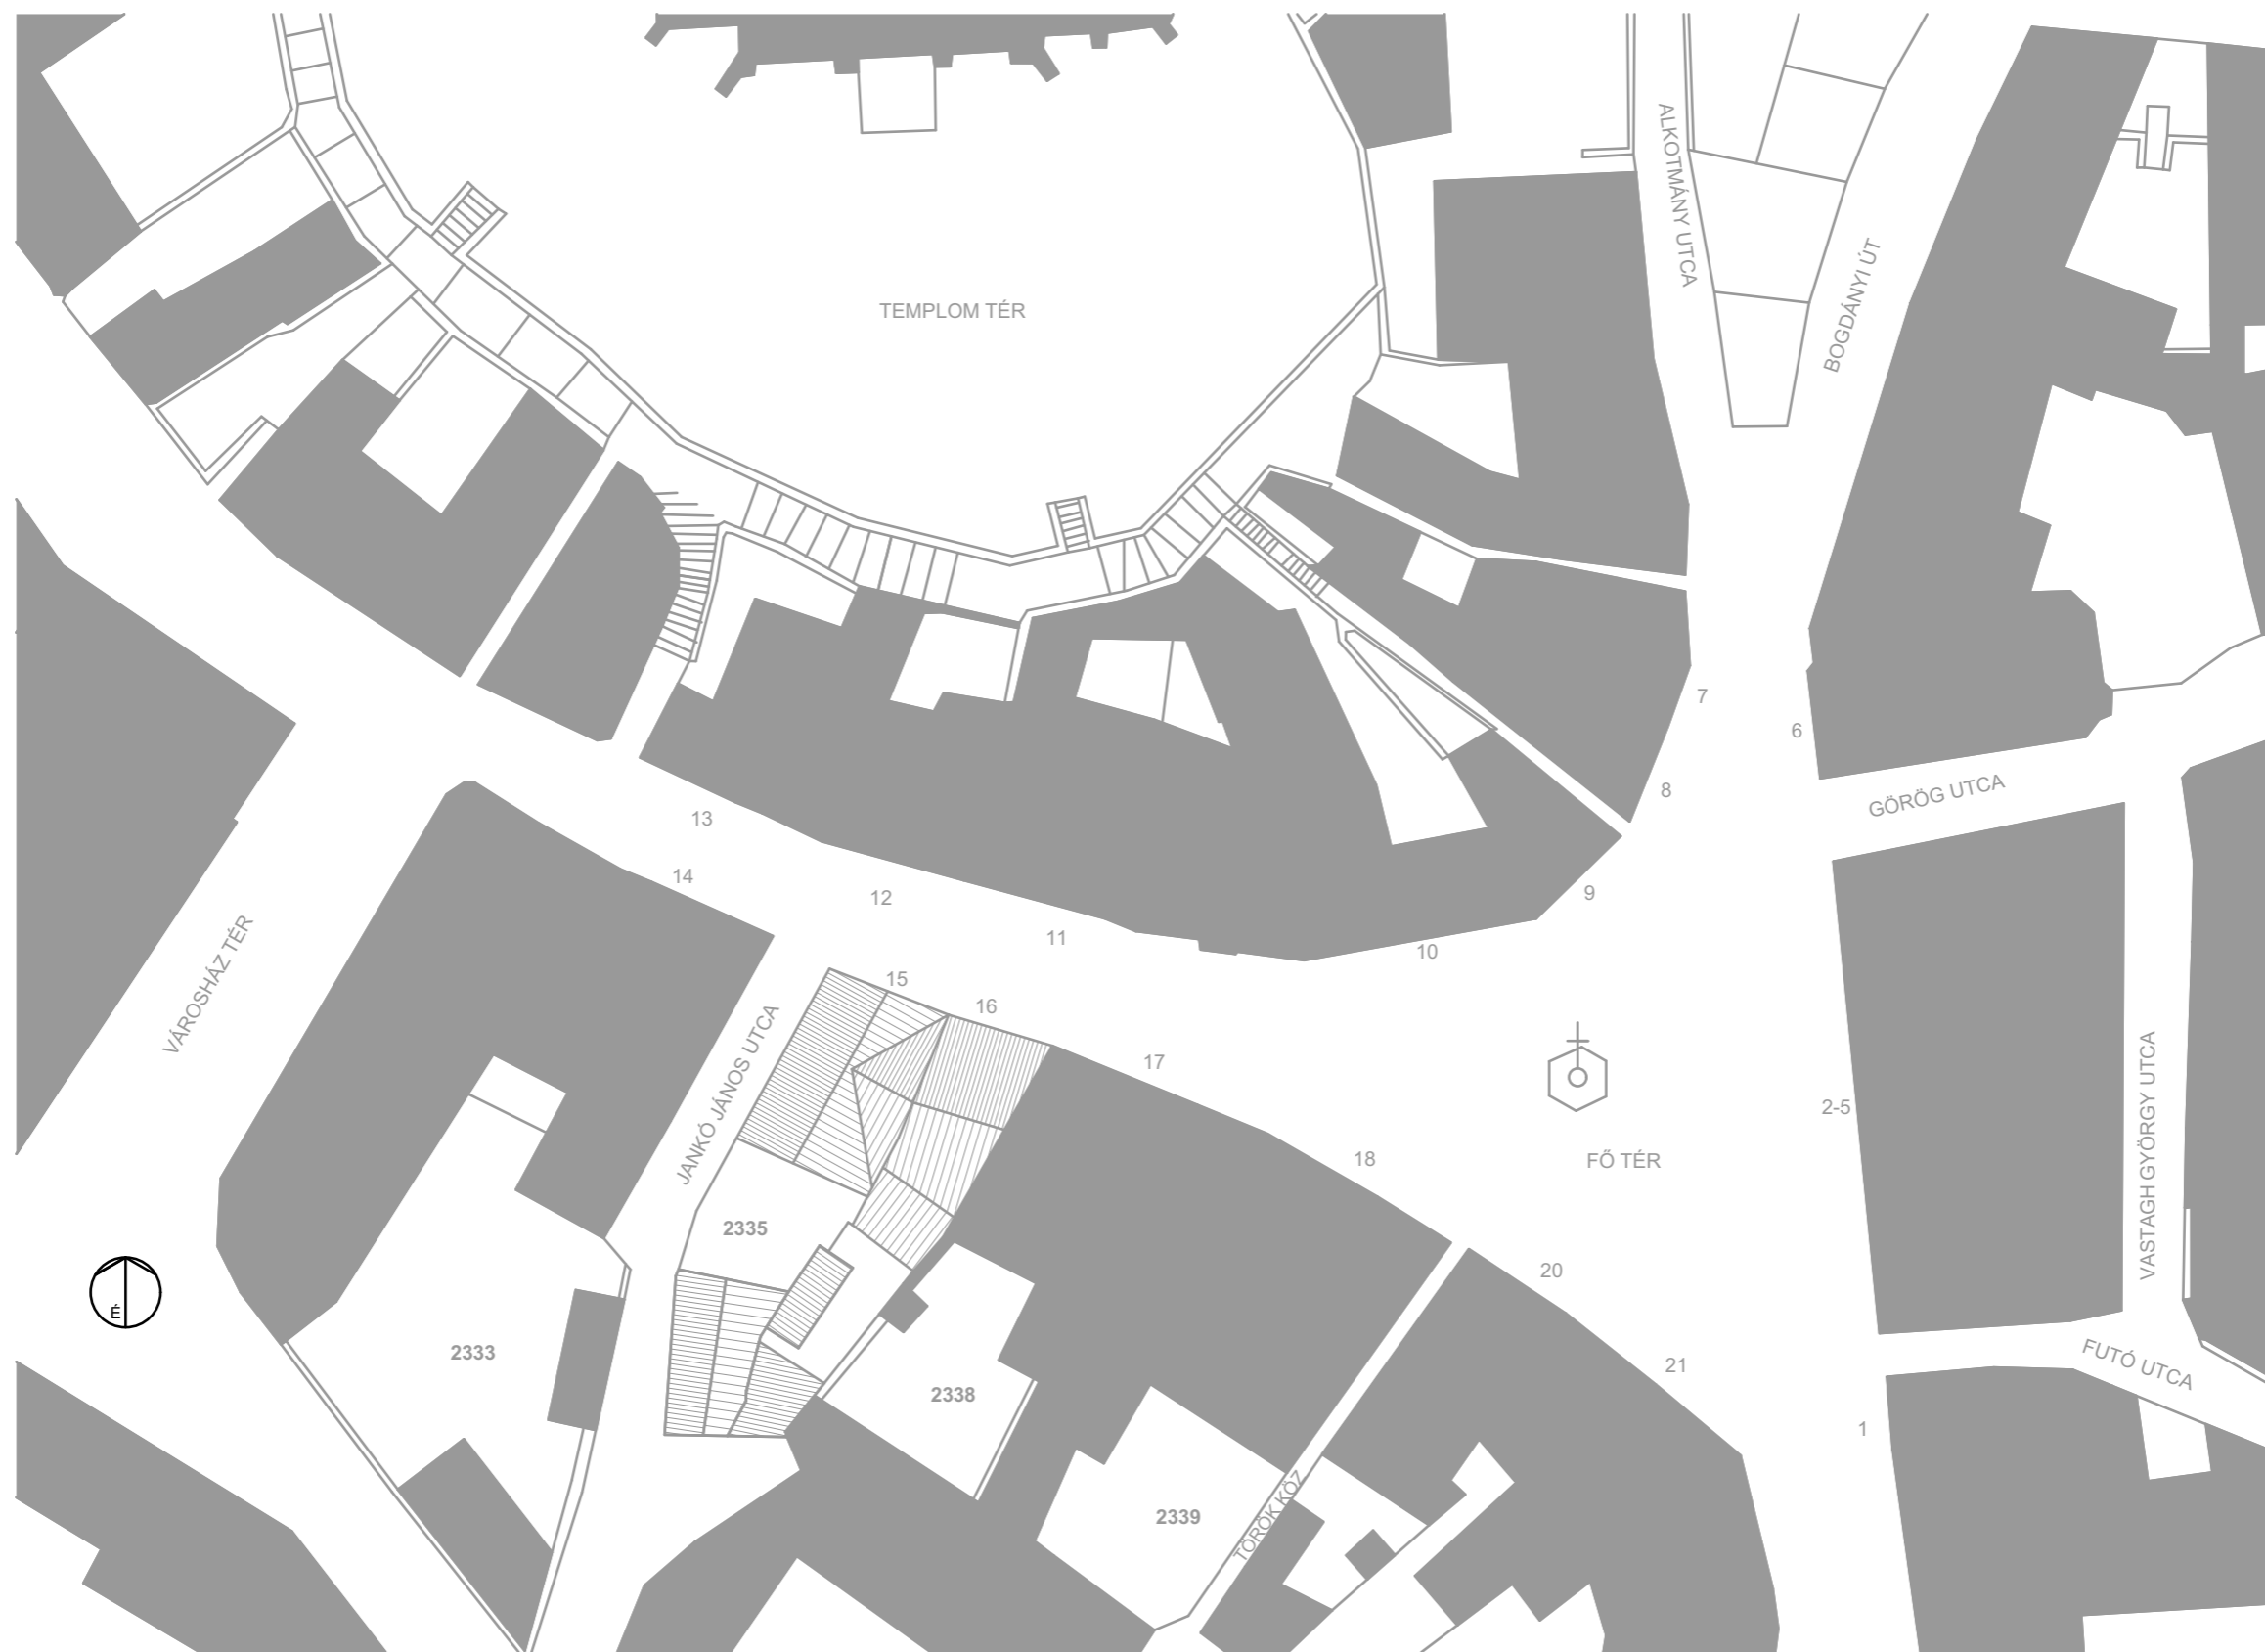 ALKOTMÁNY UTCA
BOGDÁNYI ÚT
TEMPLOM TÉR
7
6
8
GÖRÖG UTCA
13
14
12
9
11
10
VÁROSHÁZ TÉR
15
16
JANKÓ JÁNOS UTCA
17
2-5
VASTAGH GYÖRGY UTCA
18
FŐ TÉR
2335
20
É
2333
21
FUTÓ UTCA
2338
1
2339
TÖRÖK KÖZ